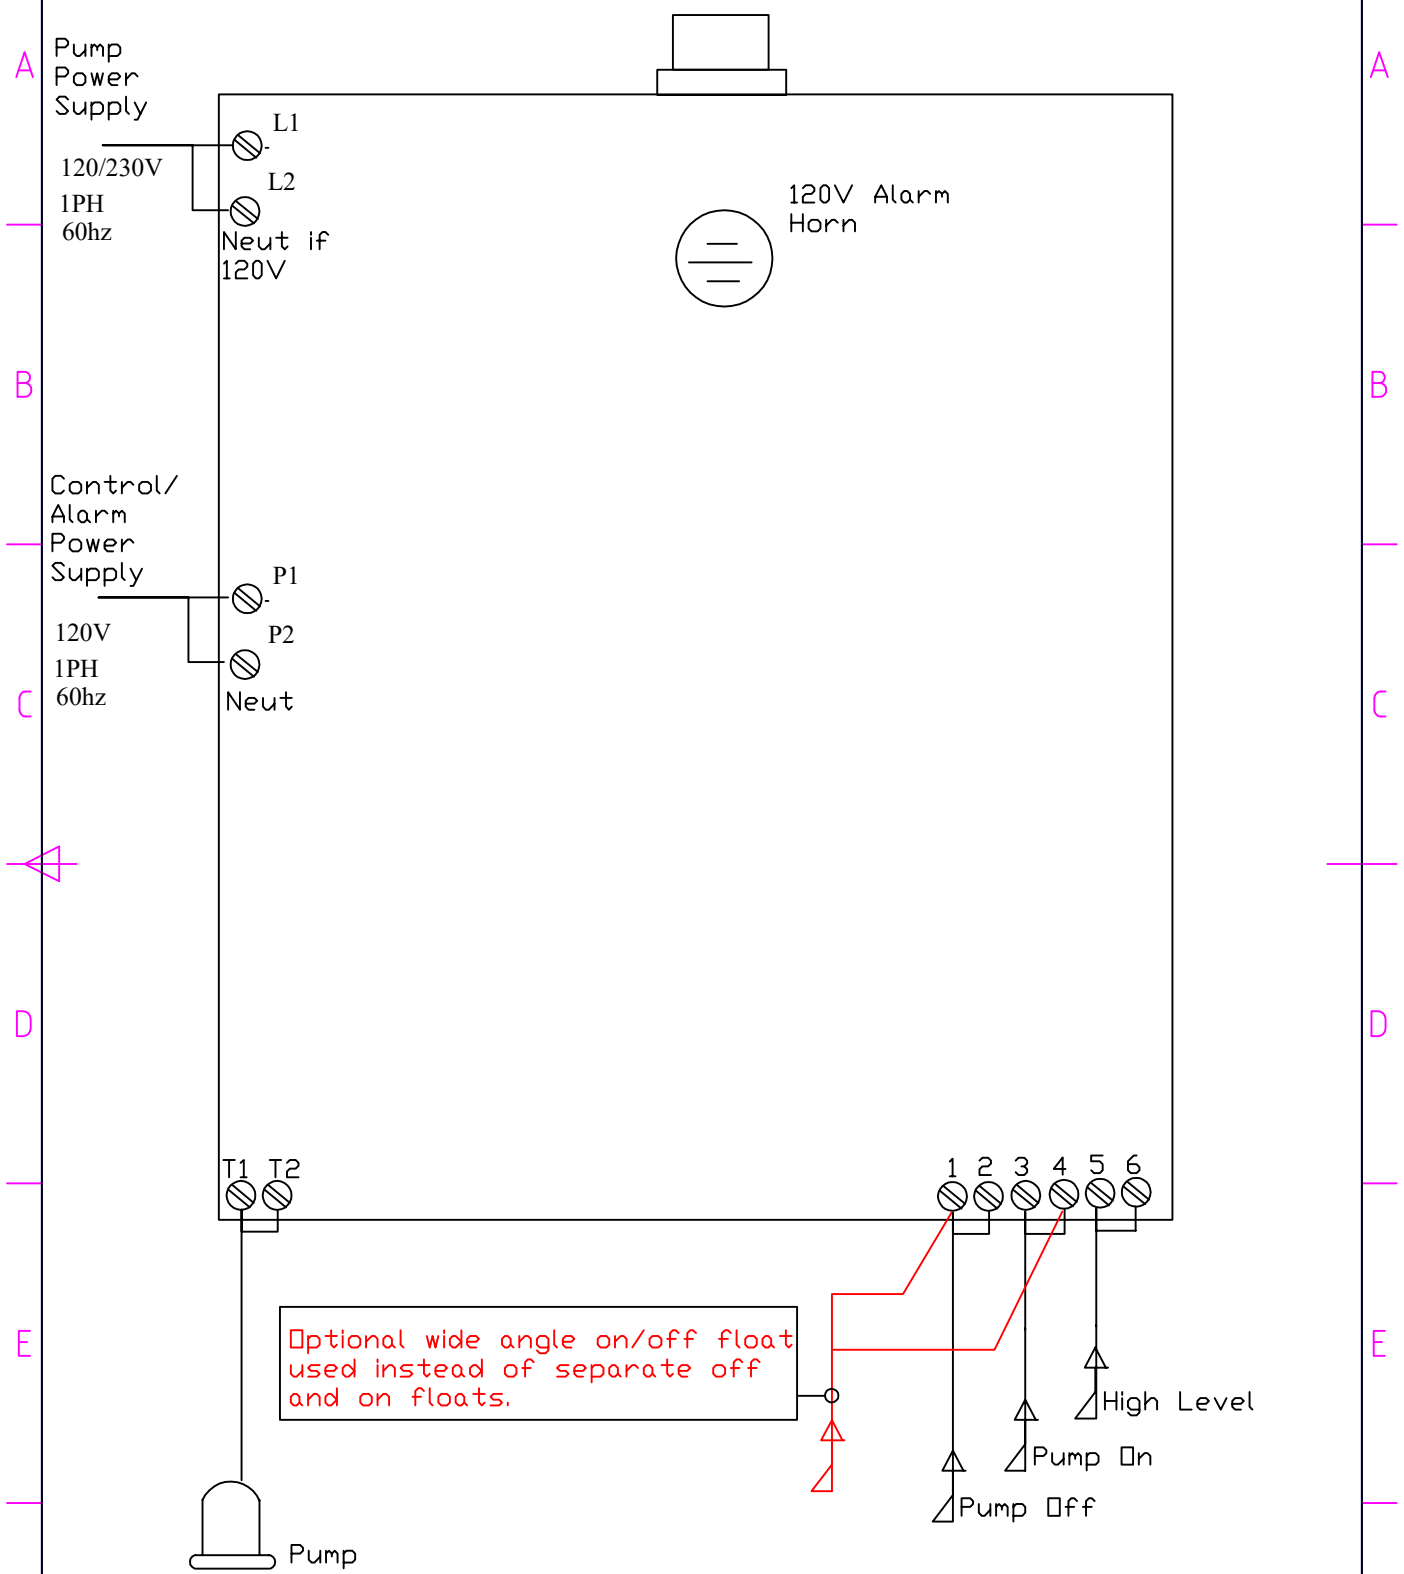 A
A
Pump
Power
Supply
120/230V
1PH
60hz
L1
L2
Neut if
120V
120V Alarm
Horn
B
B
Control/
Alarm
Power
Supply
120V
1PH
60hz
P1
P2
Neut
C
C
D
D
T1 T2
1 2 3 4 5 6
E
E
Optional wide angle on/off float
used instead of separate off
and on floats.
High Level
Pump On
Pump Off
Pump